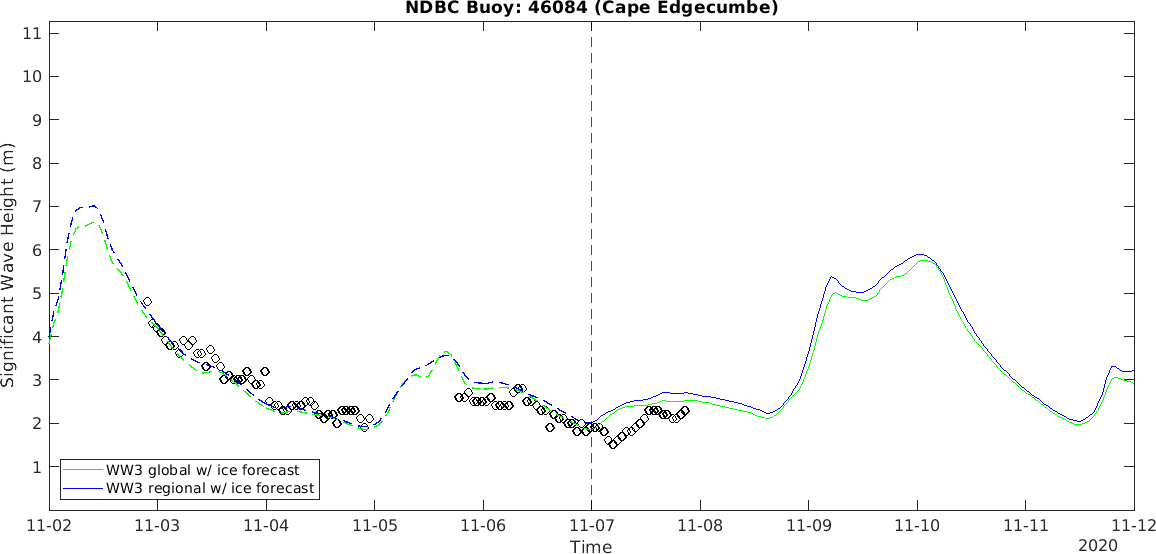 NDBC Buoy: 46084 (Cape Edgecumbe)
11
10
9
8
7
6
5
4
3
2
1
Significant Wave Height (m)
WW3 global w/ ice forecast
WW3 regional w/ ice forecast
11-02 11-03 11-04 11-05 11-06 11-07 11-08 11-09 11-10 11-11 11-12
Time
2020